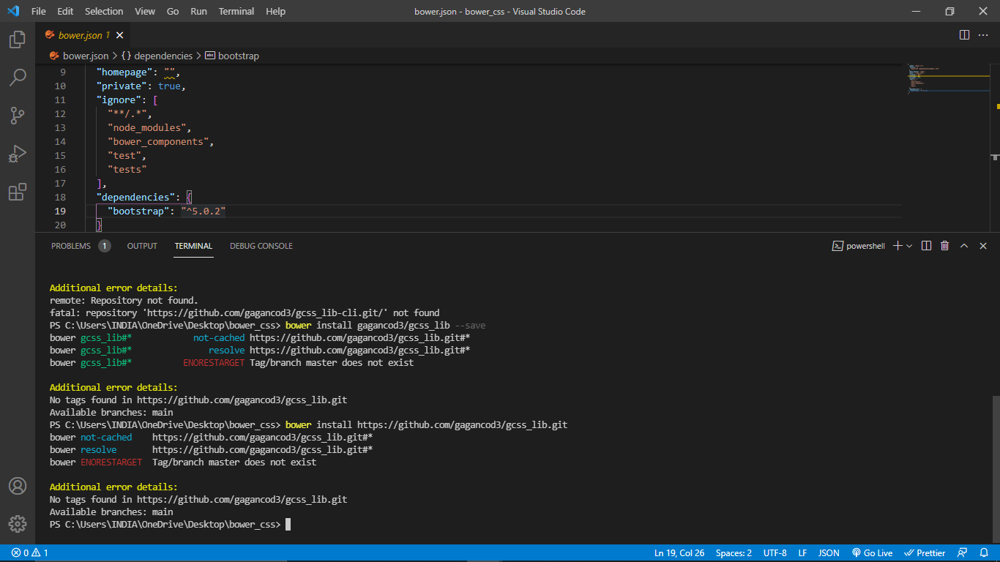 File Edit Selection View Go Run Terminal Help bower.json - bower_css - Visual Studio Code
bower.json 1
bower.json > {} dependencies > abc bootstrap
9 "homepage": "",
10 "private": true,
11 "ignore": [
12 "**/.*",
13 "node_modules",
14 "bower_components",
15 "test",
16 "tests"
17 ],
18 "dependencies": {
19 "bootstrap": "^5.0.2"
20 }
PROBLEMS 1 OUTPUT TERMINAL DEBUG CONSOLE powershell
Additional error details:
remote: Repository not found.
fatal: repository 'https://github.com/gagancod3/gcss_lib-cli.git/' not found
PS C:\Users\INDIA\OneDrive\Desktop\bower_css> bower install gagancod3/gcss_lib --save
bower gcss_lib#* not-cached https://github.com/gagancod3/gcss_lib.git#*
bower gcss_lib#* resolve https://github.com/gagancod3/gcss_lib.git#*
bower gcss_lib#* ENORESTARGET Tag/branch master does not exist
Additional error details:
No tags found in https://github.com/gagancod3/gcss_lib.git
Available branches: main
PS C:\Users\INDIA\OneDrive\Desktop\bower_css> bower install https://github.com/gagancod3/gcss_lib.git
bower not-cached https://github.com/gagancod3/gcss_lib.git#*
bower resolve https://github.com/gagancod3/gcss_lib.git#*
bower ENORESTARGET Tag/branch master does not exist
Additional error details:
No tags found in https://github.com/gagancod3/gcss_lib.git
Available branches: main
PS C:\Users\INDIA\OneDrive\Desktop\bower_css>
0 1 Ln 19, Col 26 Spaces: 2 UTF-8 LF JSON Go Live Prettier